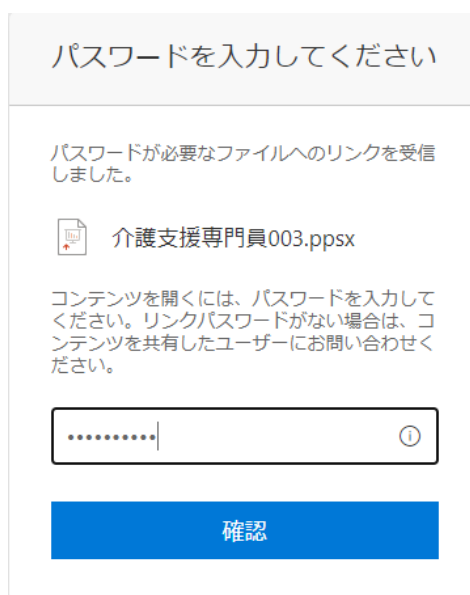 パスワードを入力してください
パスワードが必要なファイルへのリンクを受信
しました。
介護支援専門員003.ppsx
コンテンツを開くには、パスワードを入力して
ください。リンクパスワードがない場合は、コ
ンテンツを共有したユーザーにお問い合わせく
ださい。
••••••••••
確認